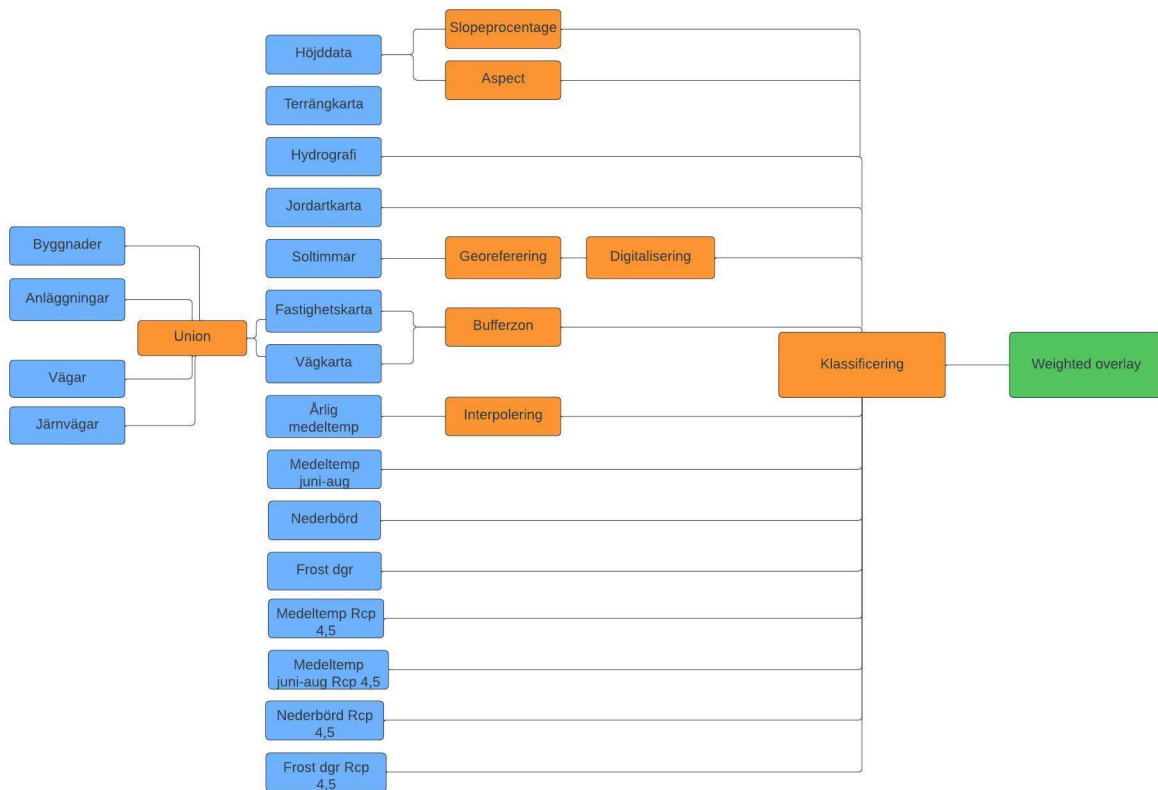 Slopeprocentage
Höjddata
Aspect
Terrängkarta
Hydrografi
Jordartkarta
Byggnader
Soltimmar
Georeferering
Digitalisering
Anläggningar
Fastighetskarta
Union
Bufferzon
Vägkarta
Klassificering
Weighted overlay
Vägar
Järnvägar
Årlig
medeltemp
Interpolering
Medeltemp
juni-aug
Nederbörd
Frost dgr
Medeltemp Rcp
4,5
Medeltemp
juni-aug Rcp 4,5
Nederbörd Rcp
4,5
Frost dgr Rcp
4,5